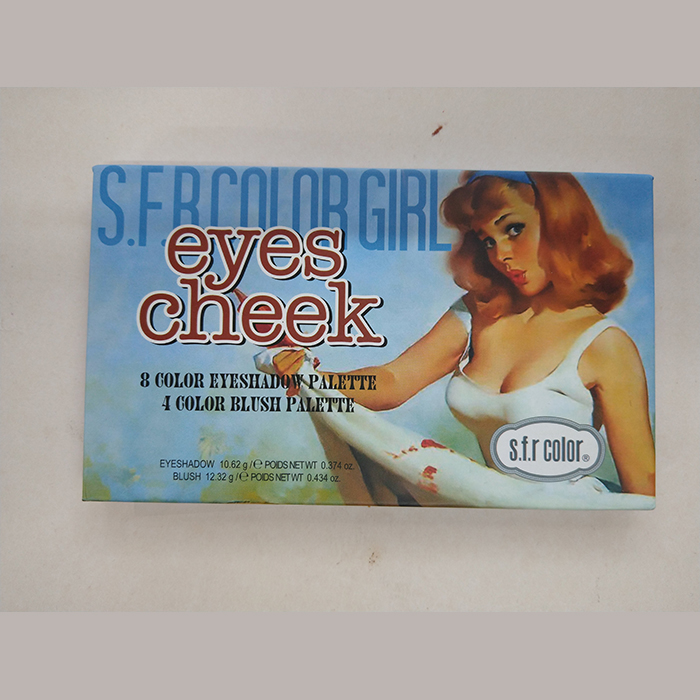 S.F.R COLOR GIRL
eyes
cheek
8 COLOR EYESHADOW PALETTE
4 COLOR BLUSH PALETTE
EYESHADOW 10.62 g / ℮ POIDS NET WT 0.374 oz.
BLUSH 12.32 g / ℮ POIDS NET WT 0.434 oz.
s.f.r color®